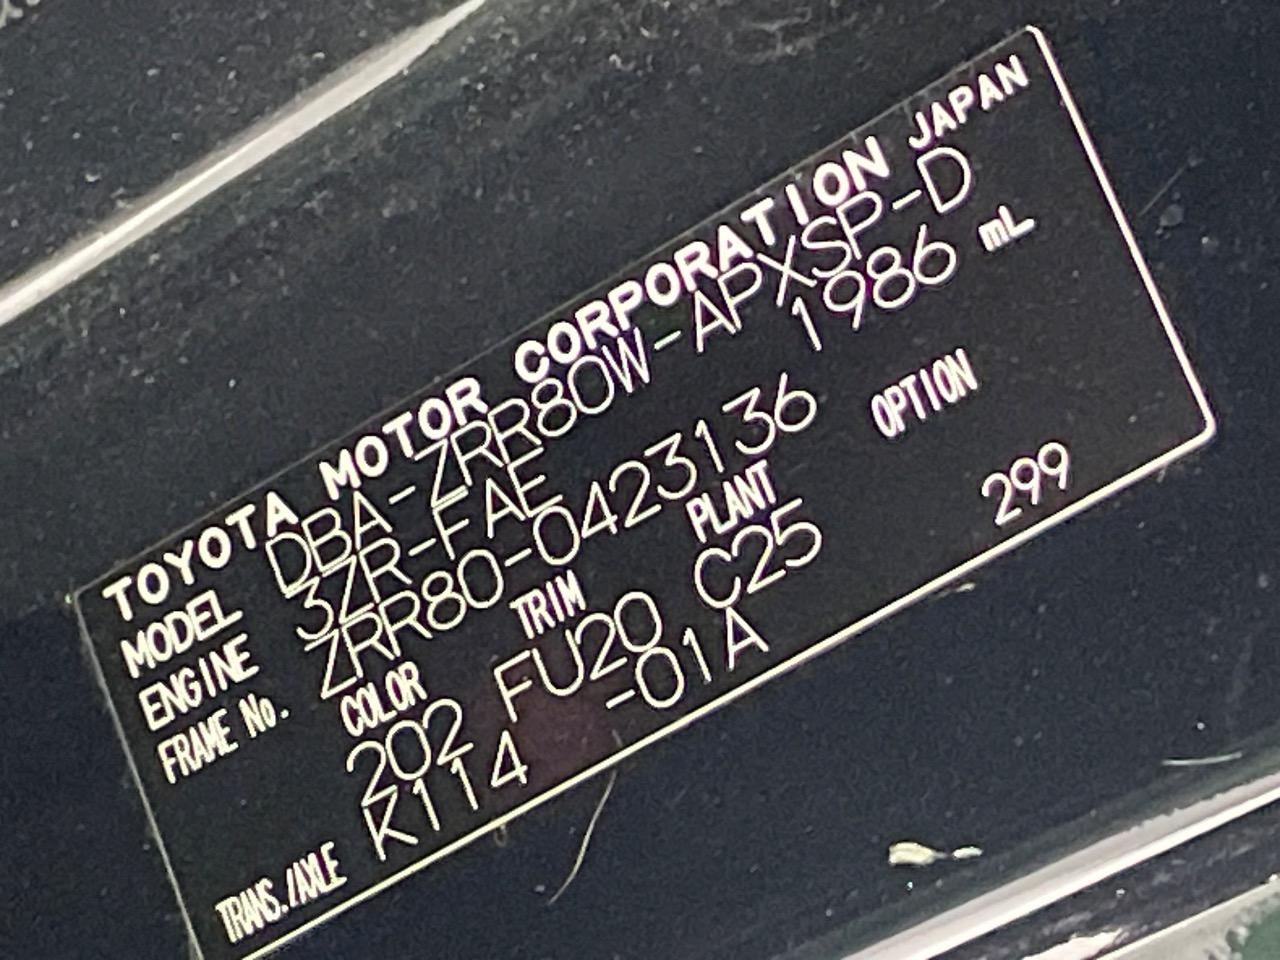 TOYOTA MOTOR CORPORATION JAPAN
MODEL DBA-ZRR80W-APXSP-D
ENGINE 3ZR-FAE 1986 mL
FRAME No. ZRR80-0423136
COLOR TRIM PLANT OPTION
202 FU20 C25 299
TRANS./AXLE K114 -01A